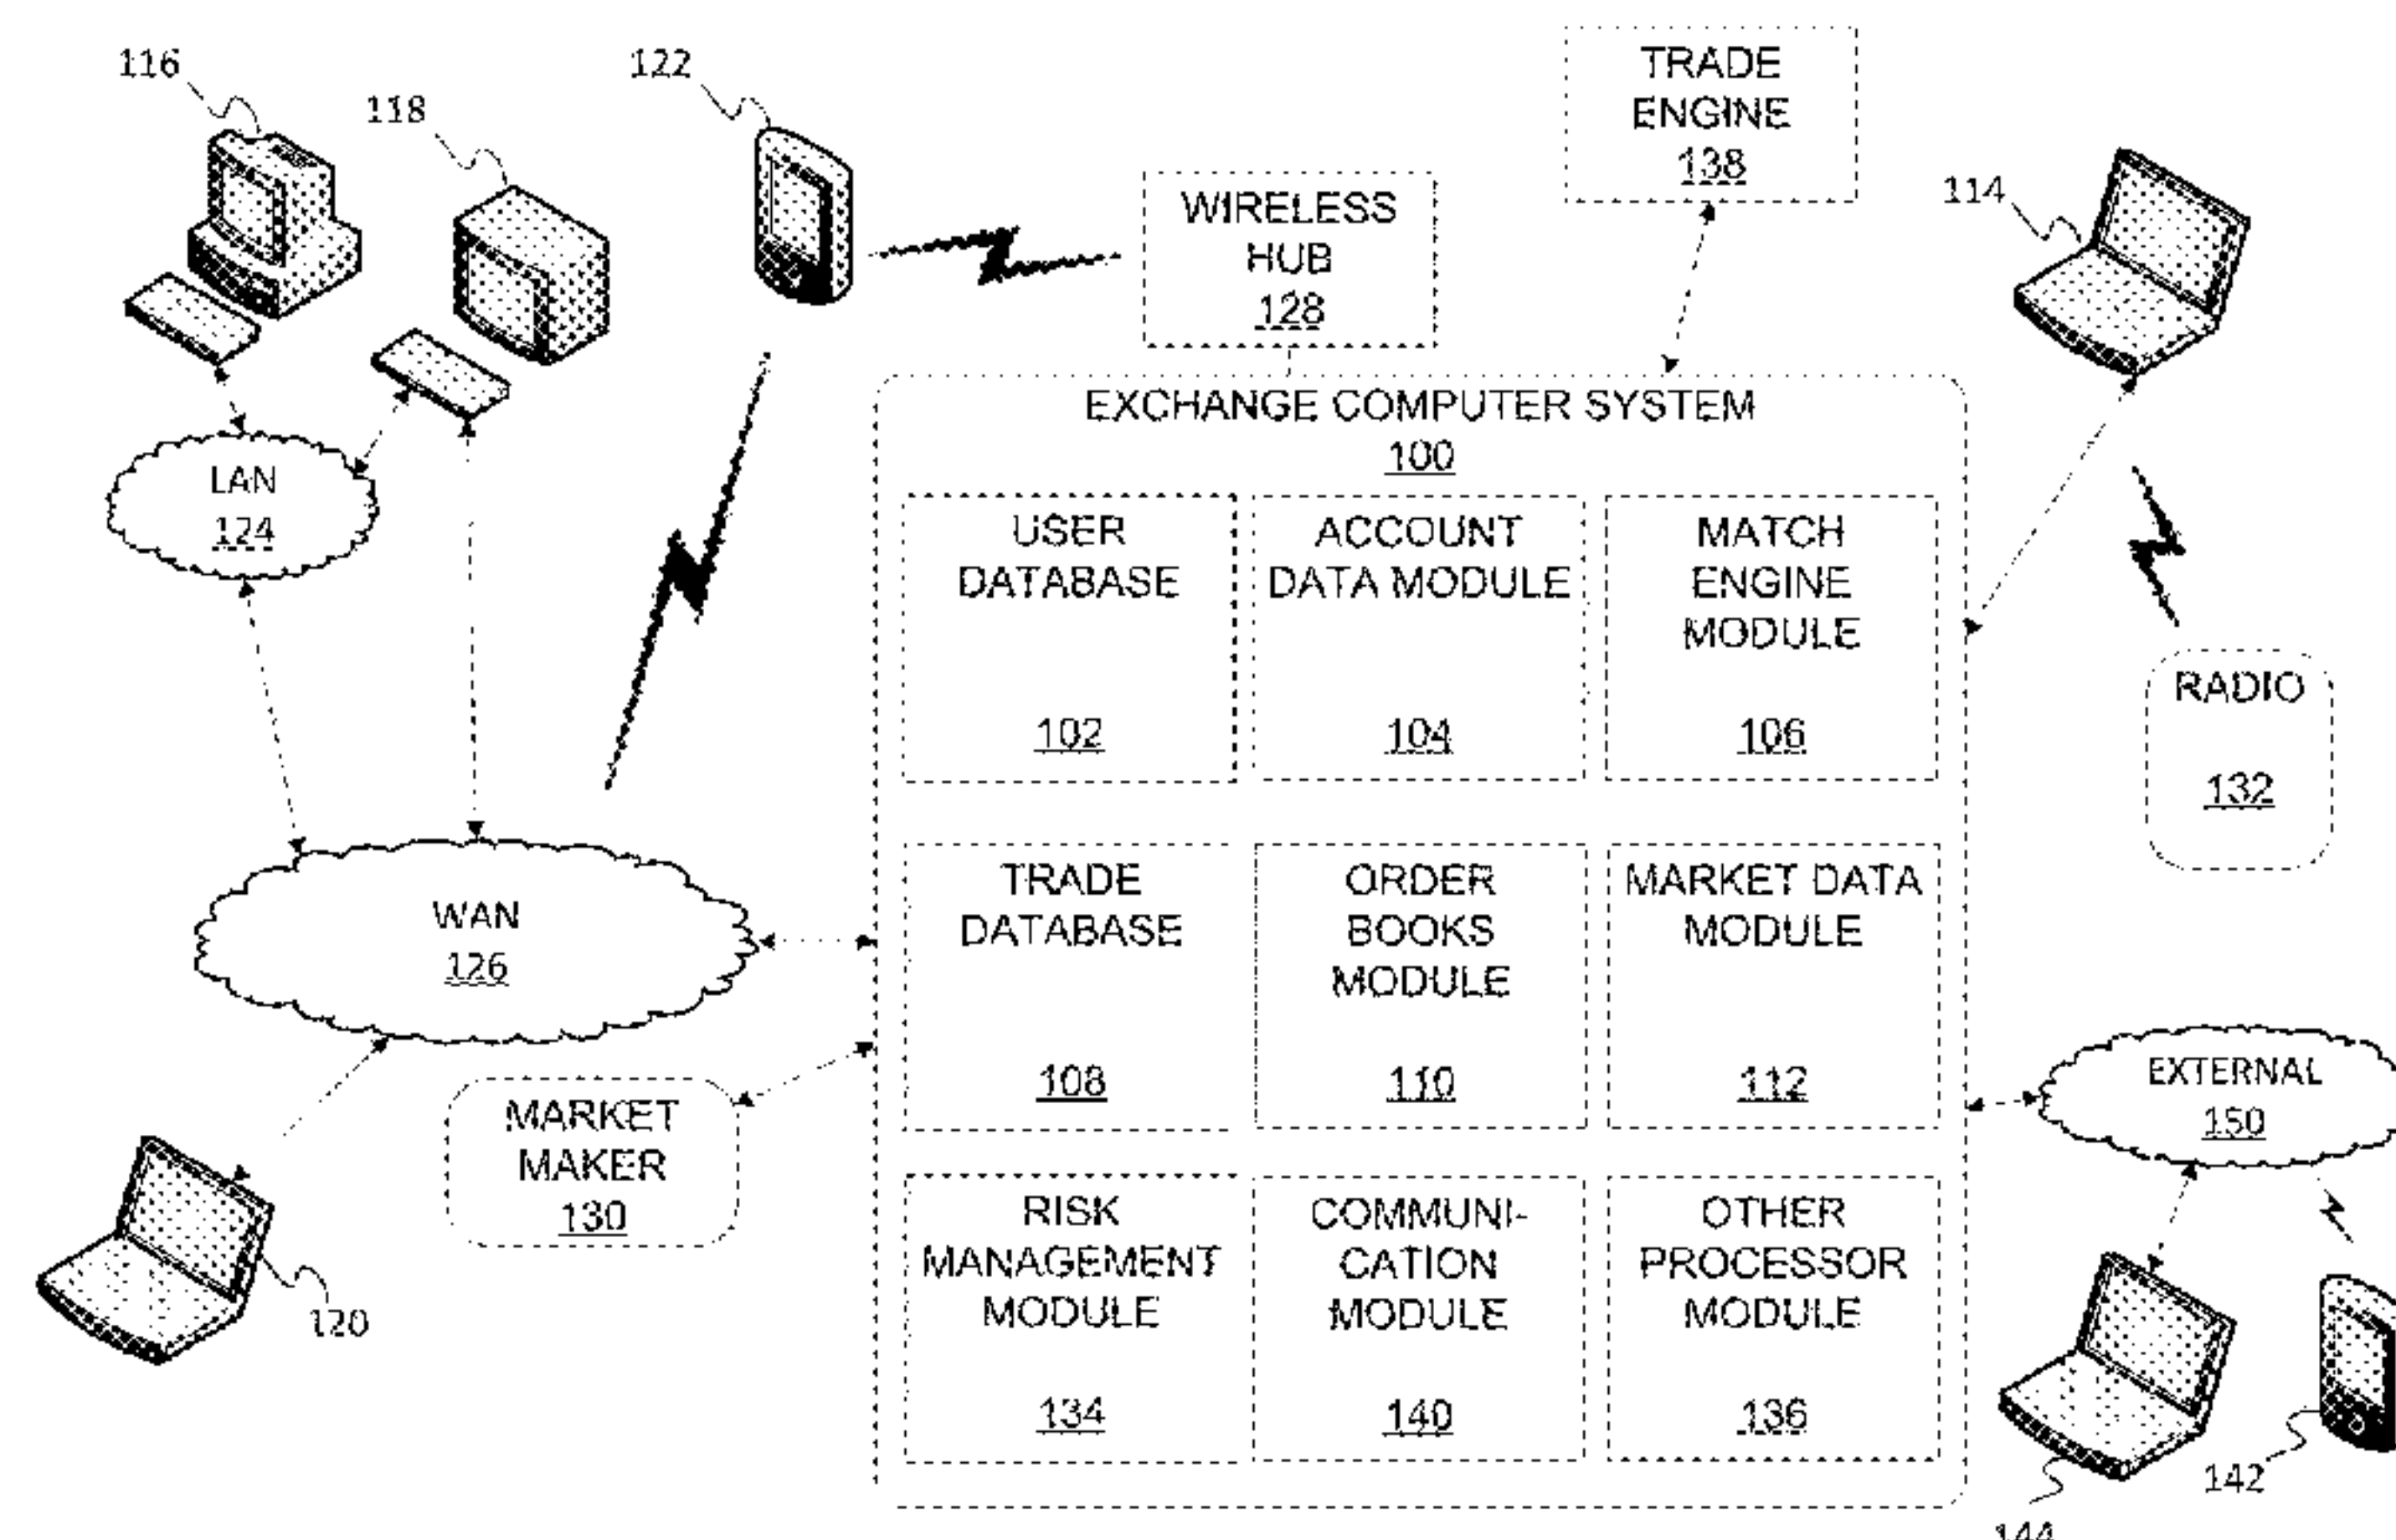 116
118
122
TRADE
ENGINE
138
WIRELESS
HUB
128
114
EXCHANGE COMPUTER SYSTEM
100
LAN
124
USER
DATABASE
102
ACCOUNT
DATA MODULE
104
MATCH
ENGINE
MODULE
106
RADIO
132
WAN
126
TRADE
DATABASE
108
ORDER
BOOKS
MODULE
110
MARKET DATA
MODULE
112
MARKET
MAKER
130
EXTERNAL
150
120
RISK
MANAGEMENT
MODULE
134
COMMUNI-
CATION
MODULE
140
OTHER
PROCESSOR
MODULE
136
142
144